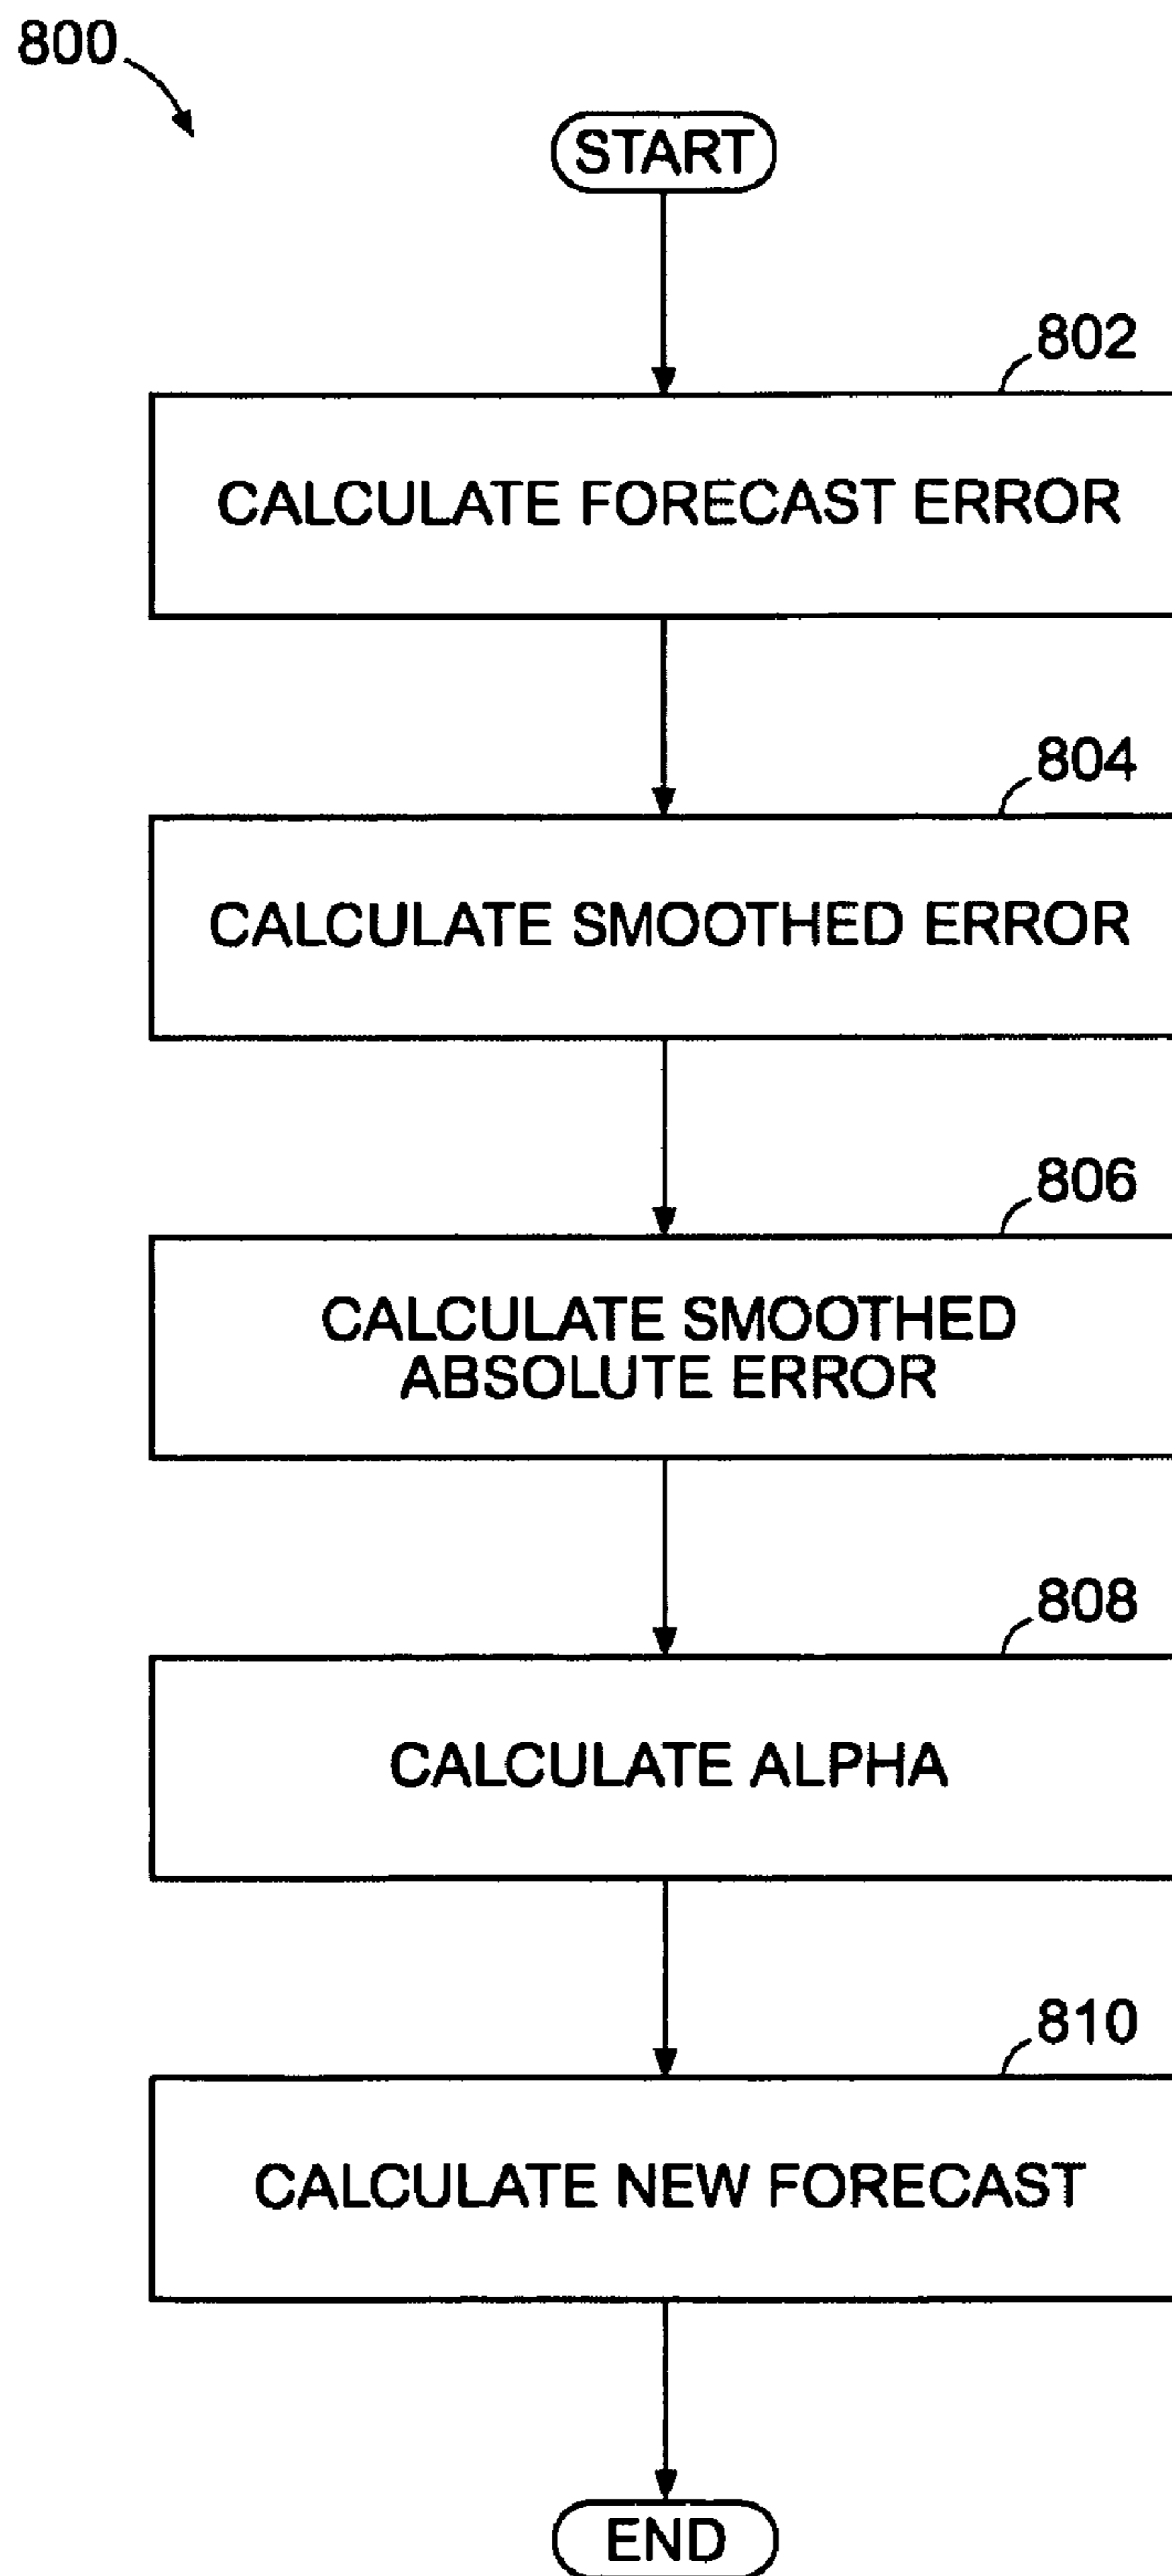 800
START
802
CALCULATE FORECAST ERROR
804
CALCULATE SMOOTHED ERROR
806
CALCULATE SMOOTHED
ABSOLUTE ERROR
808
CALCULATE ALPHA
810
CALCULATE NEW FORECAST
END